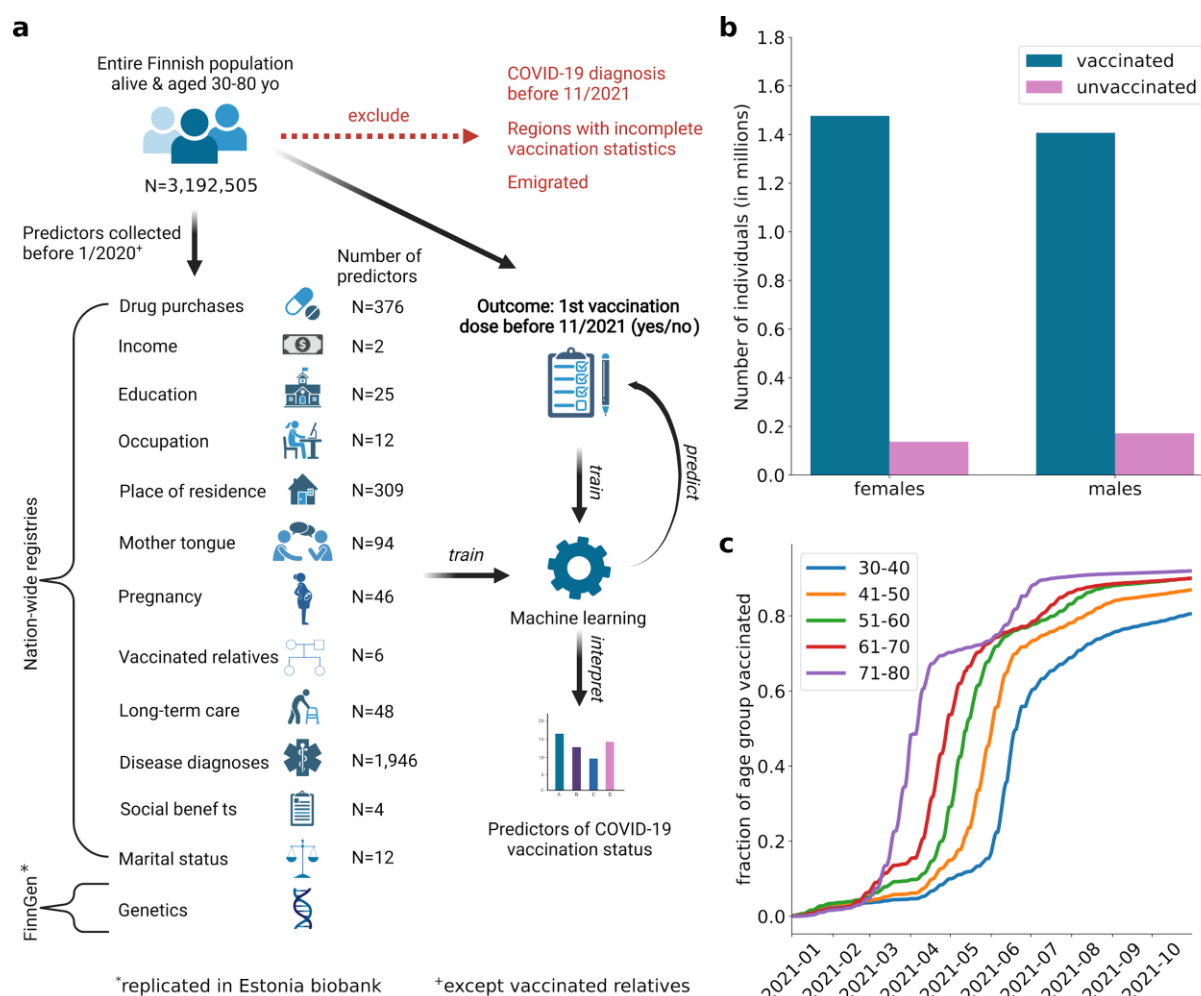 a
Entire Finnish population
alive & aged 30-80 yo
N=3,192,505
exclude
COVID-19 diagnosis
before 11/2021
Regions with incomplete
vaccination statistics
Emigrated
Predictors collected
before 1/2020+
Number of
predictors
Nation-wide registries
Drug purchases N=376
Income N=2
Education N=25
Occupation N=12
Place of residence N=309
Mother tongue N=94
Pregnancy N=46
Vaccinated relatives N=6
Long-term care N=48
Disease diagnoses N=1,946
Social benef ts N=4
Marital status N=12
FinnGen*
Genetics
Outcome: 1st vaccination
dose before 11/2021 (yes/no)
train
predict
train
Machine learning
interpret
A B C D
Predictors of COVID-19
vaccination status
*replicated in Estonia biobank
+except vaccinated relatives
b
Number of individuals (in millions)
1.8
1.6
1.4
1.2
1.0
0.8
0.6
0.4
0.2
0.0
vaccinated
unvaccinated
females males
c
fraction of age group vaccinated
0.8
0.6
0.4
0.2
0.0
30-40
41-50
51-60
61-70
71-80
2021-01 2021-02 2021-03 2021-04 2021-05 2021-06 2021-07 2021-08 2021-09 2021-10